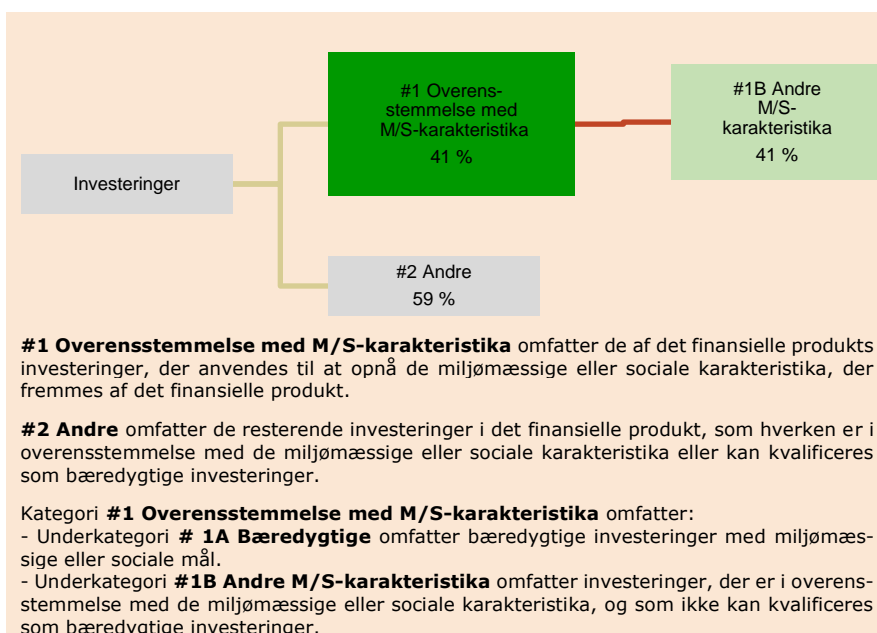 #1 Overens-
stemmelse med
M/S-karakteristika
41 %
#1B Andre
M/S-
karakteristika
41 %
Investeringer
#2 Andre
59 %
#1 Overensstemmelse med M/S-karakteristika omfatter de af det finansielle produkts
investeringer, der anvendes til at opnå de miljømæssige eller sociale karakteristika, der
fremmes af det finansielle produkt.
#2 Andre omfatter de resterende investeringer i det finansielle produkt, som hverken er i
overensstemmelse med de miljømæssige eller sociale karakteristika eller kan kvalificeres
som bæredygtige investeringer.
Kategori #1 Overensstemmelse med M/S-karakteristika omfatter:
- Underkategori # 1A Bæredygtige omfatter bæredygtige investeringer med miljømæs-
sige eller sociale mål.
- Underkategori #1B Andre M/S-karakteristika omfatter investeringer, der er i overens-
stemmelse med de miljømæssige eller sociale karakteristika, og som ikke kan kvalificeres
som bæredygtige investeringer.